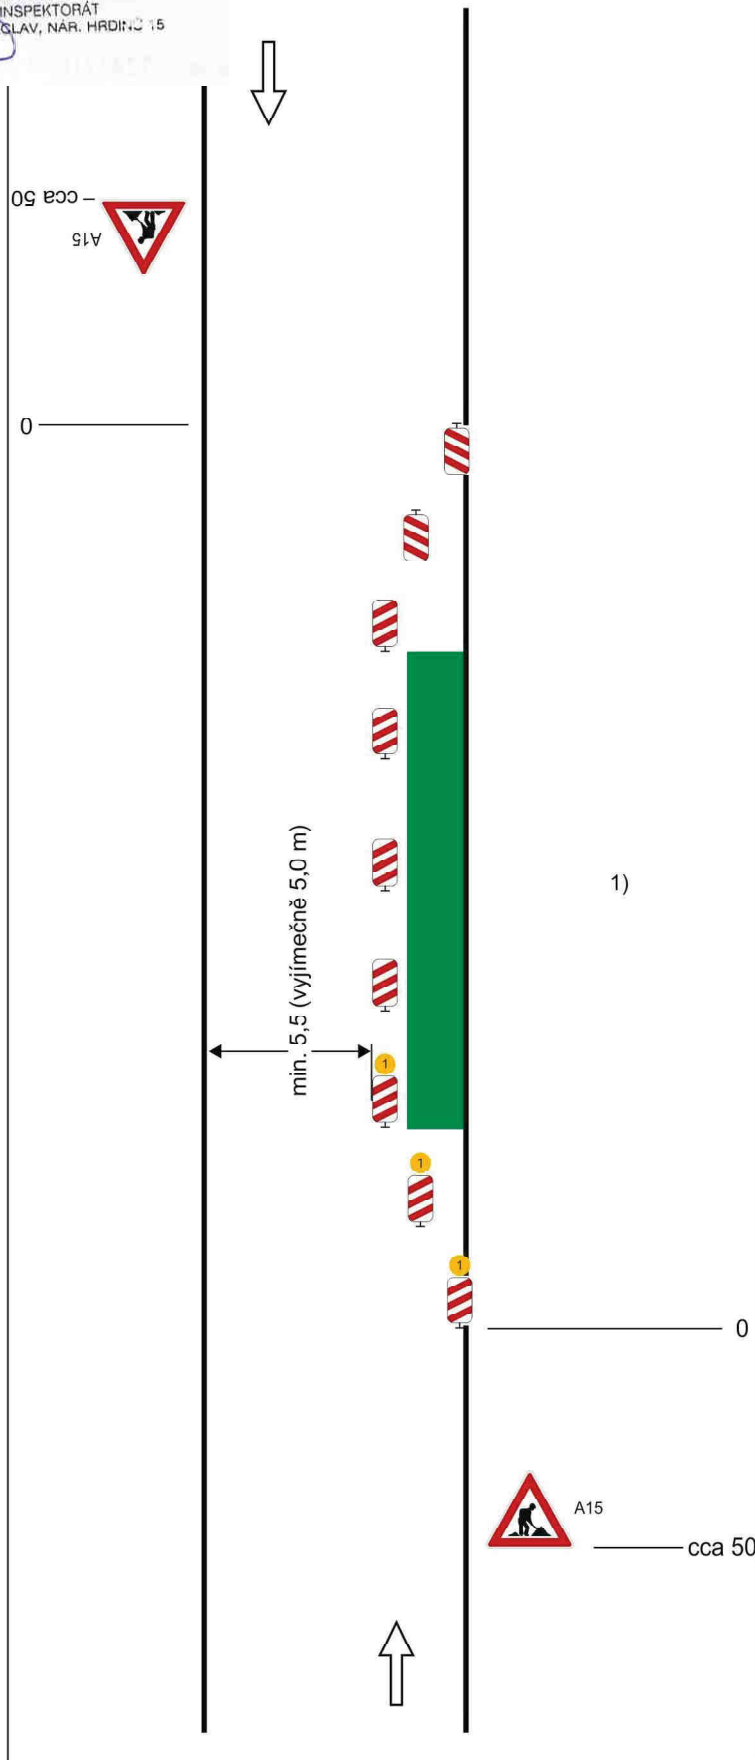 INSPEKTORÁT
CLAV, NÁR. HRDINŮ 15
cca 50
A15
0
min. 5,5 (vyjímečně 5,0 m)
1)
1
1
1
0
A15
cca 50